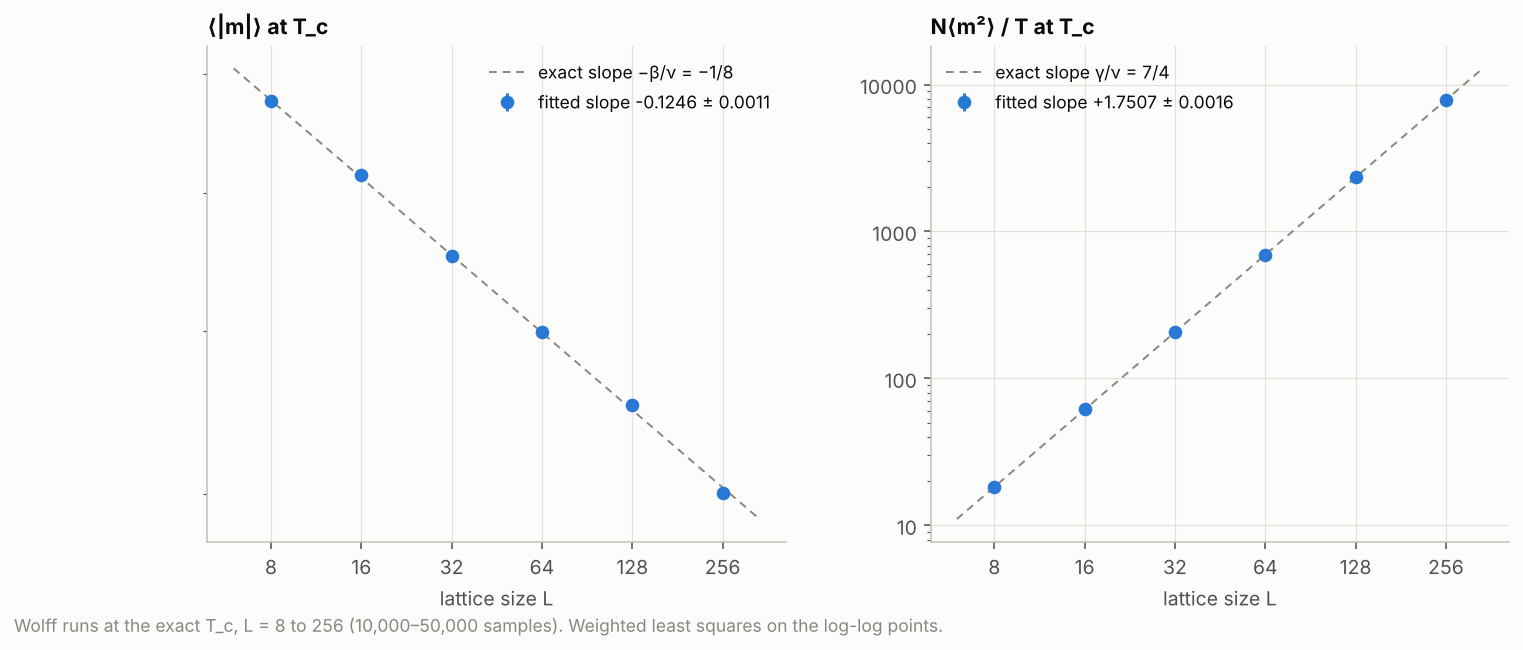 ⟨|m|⟩ at T_c
exact slope −β/ν = −1/8
fitted slope -0.1246 ± 0.0011
8 16 32 64 128 256
lattice size L
N⟨m²⟩ / T at T_c
exact slope γ/ν = 7/4
fitted slope +1.7507 ± 0.0016
10000
1000
100
10
8 16 32 64 128 256
lattice size L
Wolff runs at the exact T_c, L = 8 to 256 (10,000–50,000 samples). Weighted least squares on the log-log points.